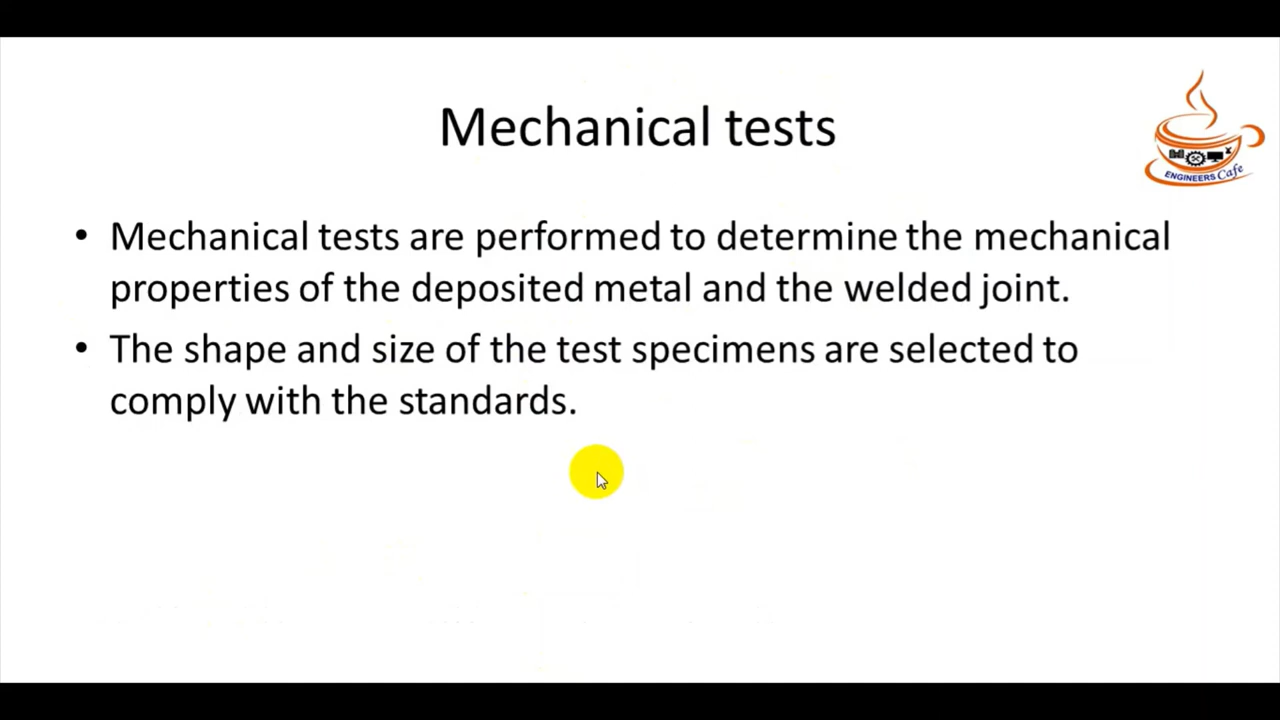 Mechanical tests
• Mechanical tests are performed to determine the mechanical
properties of the deposited metal and the welded joint.
• The shape and size of the test specimens are selected to
comply with the standards.
ENGINEERS Cafe